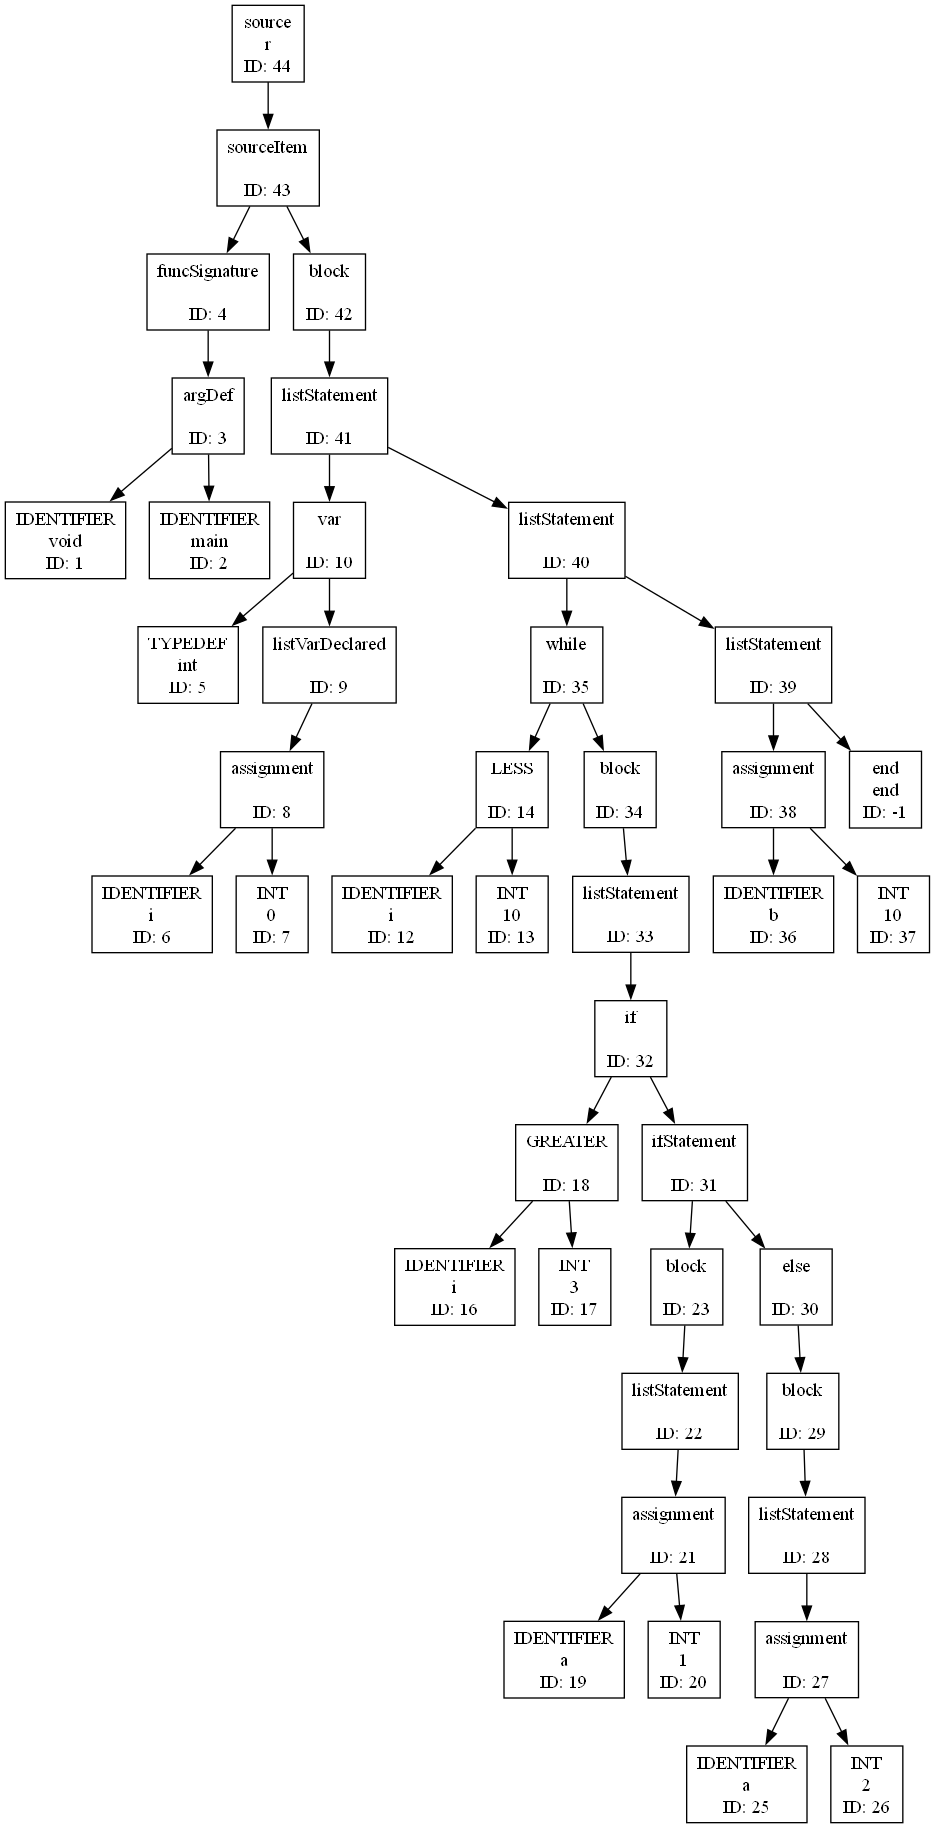 source
r
ID: 44
sourceItem
ID: 43
funcSignature
ID: 4
block
ID: 42
argDef
ID: 3
listStatement
ID: 41
IDENTIFIER
void
ID: 1
IDENTIFIER
main
ID: 2
var
ID: 10
listStatement
ID: 40
TYPEDEF
int
ID: 5
listVarDeclared
ID: 9
while
ID: 35
listStatement
ID: 39
assignment
ID: 8
LESS
ID: 14
block
ID: 34
assignment
ID: 38
end
end
ID: -1
IDENTIFIER
i
ID: 6
INT
0
ID: 7
IDENTIFIER
i
ID: 12
INT
10
ID: 13
listStatement
ID: 33
IDENTIFIER
b
ID: 36
INT
10
ID: 37
if
ID: 32
GREATER
ID: 18
ifStatement
ID: 31
IDENTIFIER
i
ID: 16
INT
3
ID: 17
block
ID: 23
else
ID: 30
listStatement
ID: 22
block
ID: 29
assignment
ID: 21
listStatement
ID: 28
IDENTIFIER
a
ID: 19
INT
1
ID: 20
assignment
ID: 27
IDENTIFIER
a
ID: 25
INT
2
ID: 26